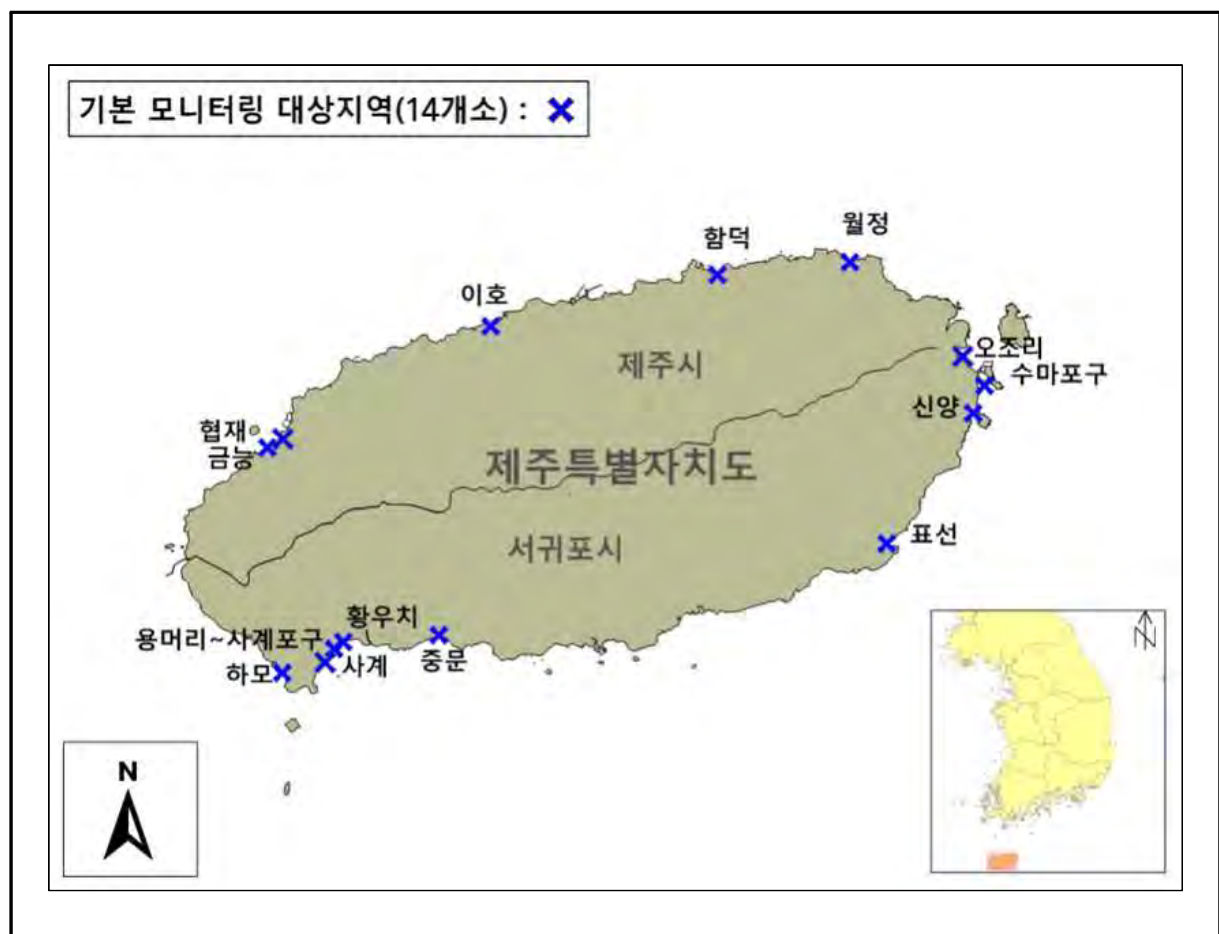 기본 모니터링 대상지역(14개소) :
월정
함덕
이호
오조리
제주시
수마포구
신양
협재
금능
제주특별자치도
표선
서귀포시
황우치
용머리~사계포구
중문
사계
하모
N
N